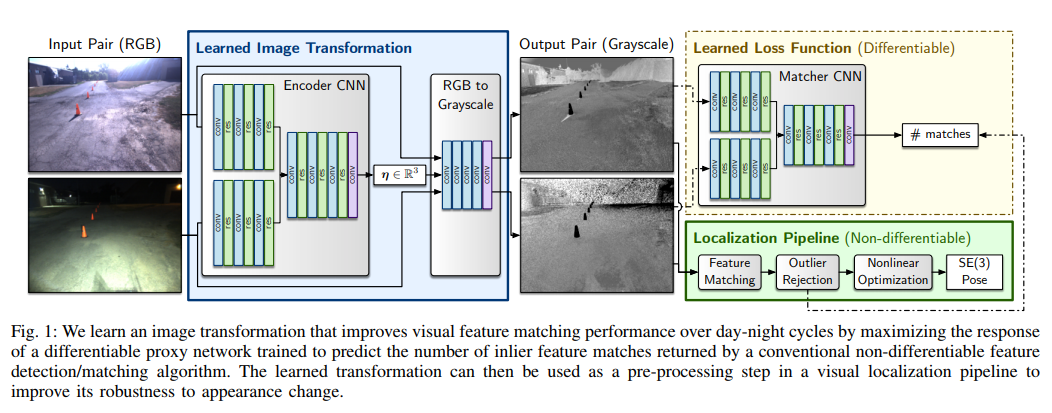 Input Pair (RGB)
Learned Image Transformation
Encoder CNN
conv res conv res conv res
conv res conv res conv res
conv res conv res conv res conv
η ∈ ℝ³
RGB to
Grayscale
conv conv conv conv
Output Pair (Grayscale)
Learned Loss Function (Differentiable)
Matcher CNN
conv res conv res conv res
conv res conv res conv res
conv res conv res conv res conv
# matches
Localization Pipeline (Non-differentiable)
Feature
Matching
Outlier
Rejection
Nonlinear
Optimization
SE(3)
Pose
Fig. 1: We learn an image transformation that improves visual feature matching performance over day-night cycles by maximizing the response
of a differentiable proxy network trained to predict the number of inlier feature matches returned by a conventional non-differentiable feature
detection/matching algorithm. The learned transformation can then be used as a pre-processing step in a visual localization pipeline to
improve its robustness to appearance change.